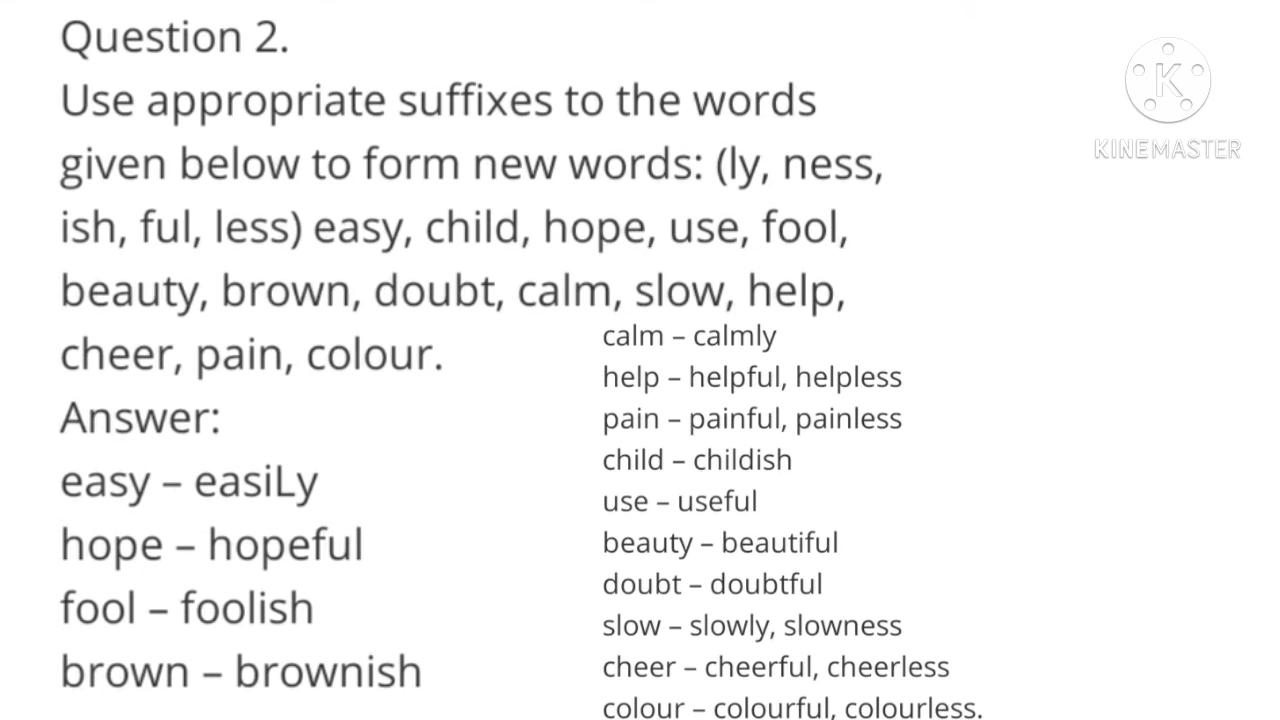 Question 2.
Use appropriate suffixes to the words
given below to form new words: (ly, ness,
ish, ful, less) easy, child, hope, use, fool,
beauty, brown, doubt, calm, slow, help,
cheer, pain, colour.
Answer:
easy – easiLy
hope – hopeful
fool – foolish
brown – brownish
calm – calmly
help – helpful, helpless
pain – painful, painless
child – childish
use – useful
beauty – beautiful
doubt – doubtful
slow – slowly, slowness
cheer – cheerful, cheerless
colour – colourful, colourless.
K
KINEMASTER